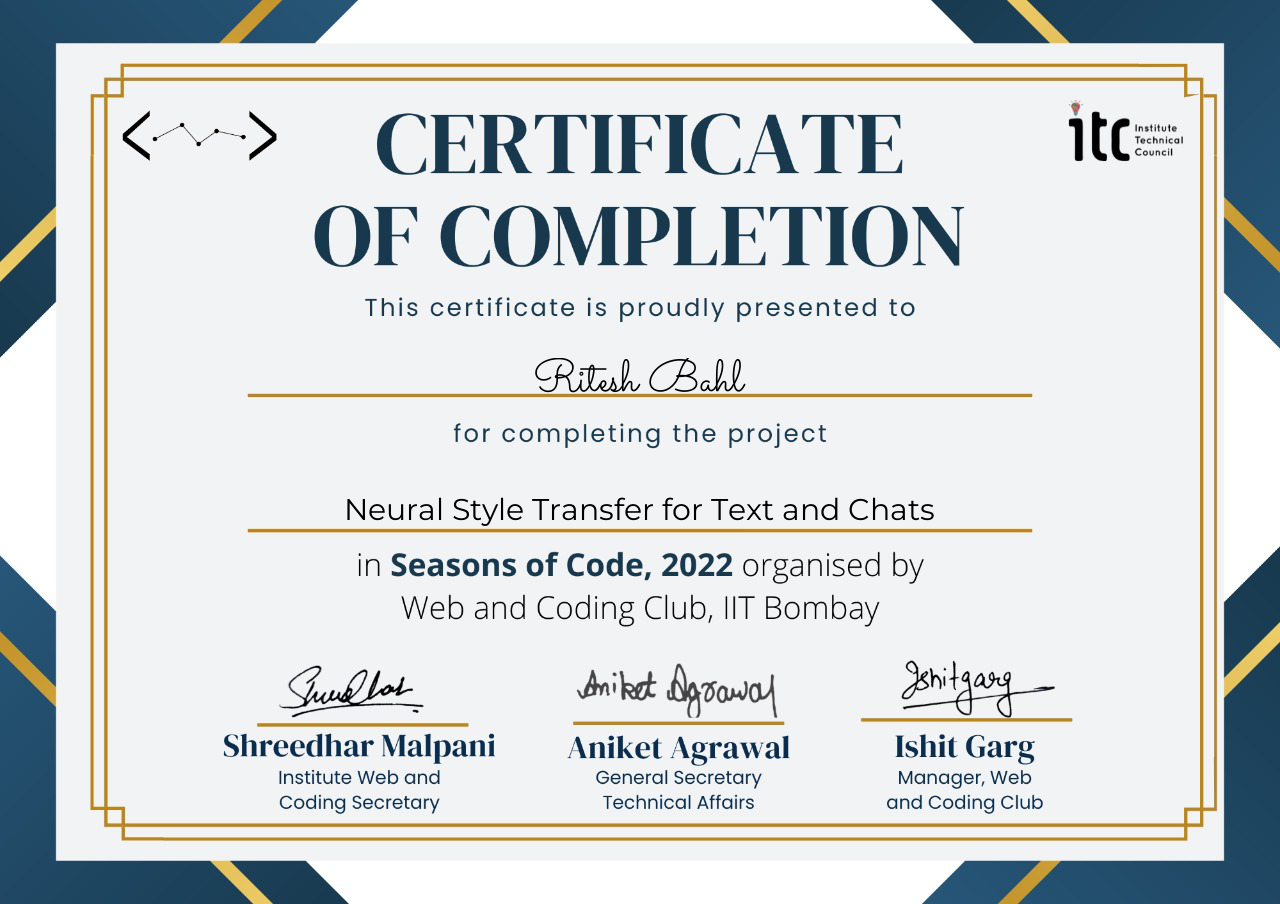 CERTIFICATE
OF COMPLETION
itc Institute
Technical
Council
This certificate is proudly presented to
Ritesh Bahl
for completing the project
Neural Style Transfer for Text and Chats
in Seasons of Code, 2022 organised by
Web and Coding Club, IIT Bombay
Aniket Agrawal
Ishitgarg
Shreedhar Malpani
Institute Web and
Coding Secretary
Aniket Agrawal
General Secretary
Technical Affairs
Ishit Garg
Manager, Web
and Coding Club